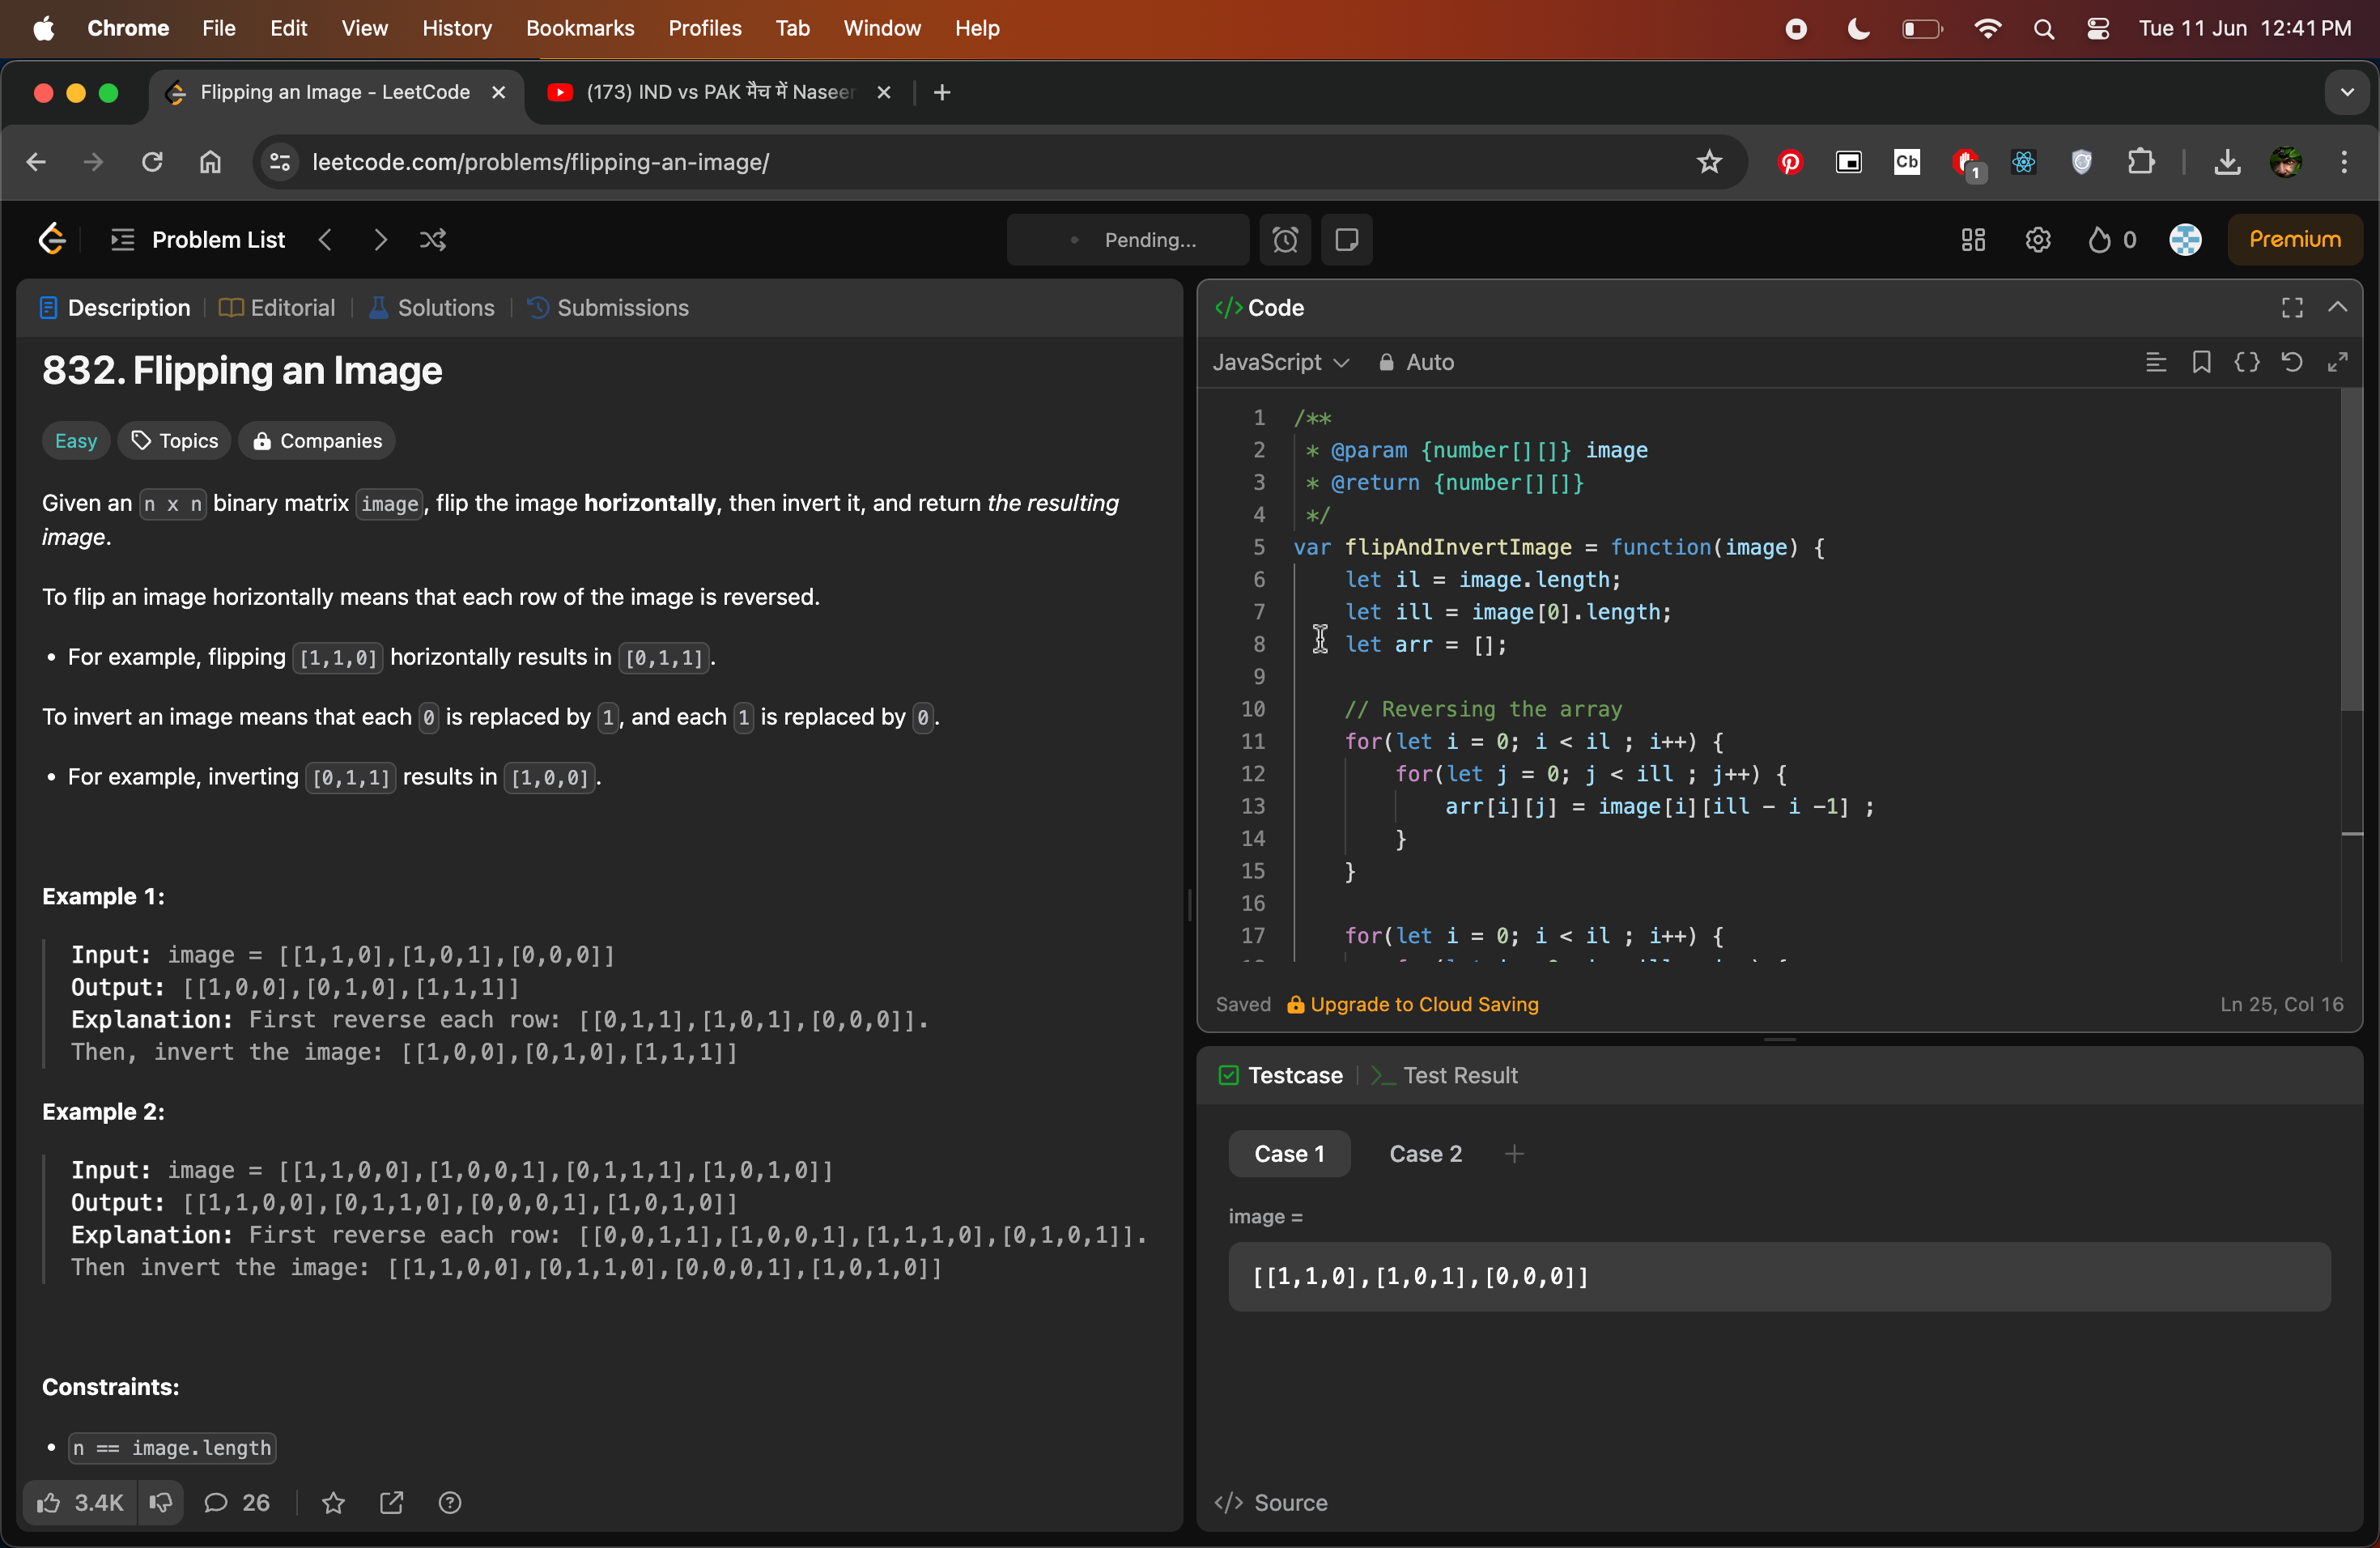 Chrome File Edit View History Bookmarks Profiles Tab Window Help Tue 11 Jun 12:41 PM
Flipping an Image - LeetCode (173) IND vs PAK मैच में Naseer
leetcode.com/problems/flipping-an-image/ Cb 1
Problem List Pending... 0 Premium
Description Editorial Solutions Submissions
832. Flipping an Image
Easy Topics Companies
Given an n x n binary matrix image, flip the image horizontally, then invert it, and return the resulting
image.
To flip an image horizontally means that each row of the image is reversed.
• For example, flipping [1,1,0] horizontally results in [0,1,1].
To invert an image means that each 0 is replaced by 1, and each 1 is replaced by 0.
• For example, inverting [0,1,1] results in [1,0,0].
Example 1:
Input: image = [[1,1,0],[1,0,1],[0,0,0]]
Output: [[1,0,0],[0,1,0],[1,1,1]]
Explanation: First reverse each row: [[0,1,1],[1,0,1],[0,0,0]].
Then, invert the image: [[1,0,0],[0,1,0],[1,1,1]]
Example 2:
Input: image = [[1,1,0,0],[1,0,0,1],[0,1,1,1],[1,0,1,0]]
Output: [[1,1,0,0],[0,1,1,0],[0,0,0,1],[1,0,1,0]]
Explanation: First reverse each row: [[0,0,1,1],[1,0,0,1],[1,1,1,0],[0,1,0,1]].
Then invert the image: [[1,1,0,0],[0,1,1,0],[0,0,0,1],[1,0,1,0]]
Constraints:
• n == image.length
3.4K 26
</> Code
JavaScript Auto
1 /**
2 * @param {number[][]} image
3 * @return {number[][]}
4 */
5 var flipAndInvertImage = function(image) {
6 let il = image.length;
7 let ill = image[0].length;
8 let arr = [];
9
10 // Reversing the array
11 for(let i = 0; i < il ; i++) {
12 for(let j = 0; j < ill ; j++) {
13 arr[i][j] = image[i][ill - i -1] ;
14 }
15 }
16
17 for(let i = 0; i < il ; i++) {
Saved Upgrade to Cloud Saving Ln 25, Col 16
Testcase >_ Test Result
Case 1 Case 2 +
image =
[[1,1,0],[1,0,1],[0,0,0]]
</> Source